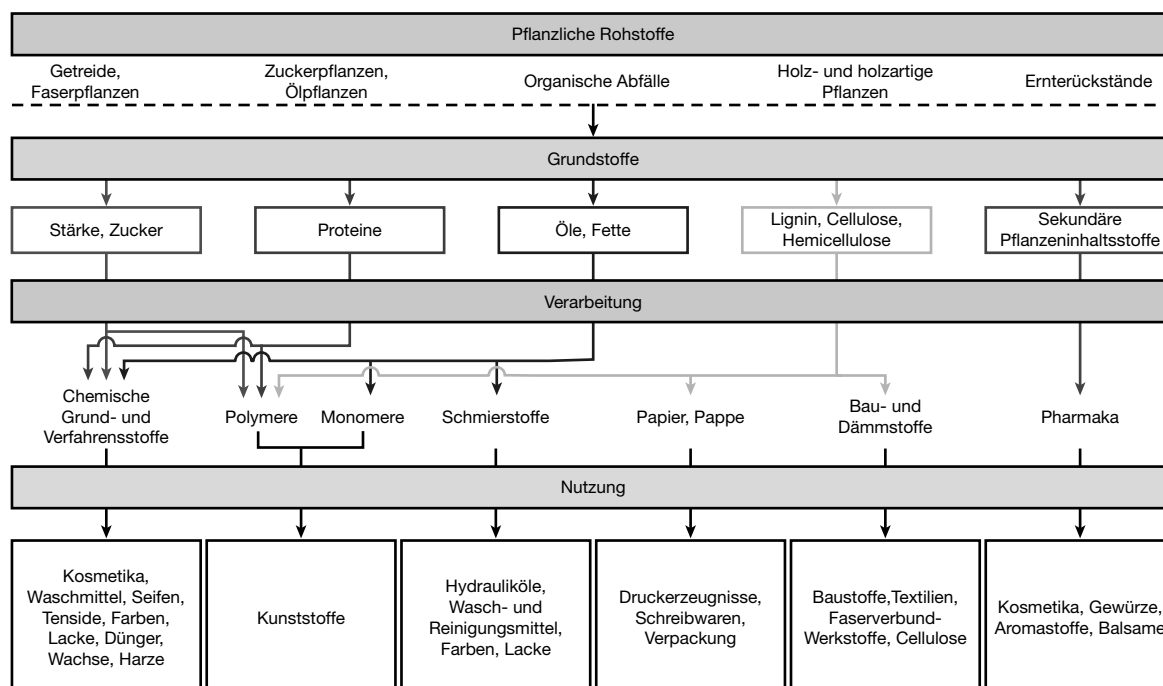 Pflanzliche Rohstoffe
Getreide,
Faserpflanzen
Zuckerpflanzen,
Ölpflanzen
Organische Abfälle
Holz- und holzartige
Pflanzen
Ernterückstände
Grundstoffe
Stärke, Zucker
Proteine
Öle, Fette
Lignin, Cellulose,
Hemicellulose
Sekundäre
Pflanzeninhaltsstoffe
Verarbeitung
Chemische
Grund- und
Verfahrensstoffe
Polymere
Monomere
Schmierstoffe
Papier, Pappe
Bau- und
Dämmstoffe
Pharmaka
Nutzung
Kosmetika,
Waschmittel, Seifen,
Tenside, Farben,
Lacke, Dünger,
Wachse, Harze
Kunststoffe
Hydrauliköle,
Wasch- und
Reinigungsmittel,
Farben, Lacke
Druckerzeugnisse,
Schreibwaren,
Verpackung
Baustoffe,Textilien,
Faserverbund-
Werkstoffe, Cellulose
Kosmetika, Gewürze,
Aromastoffe, Balsame